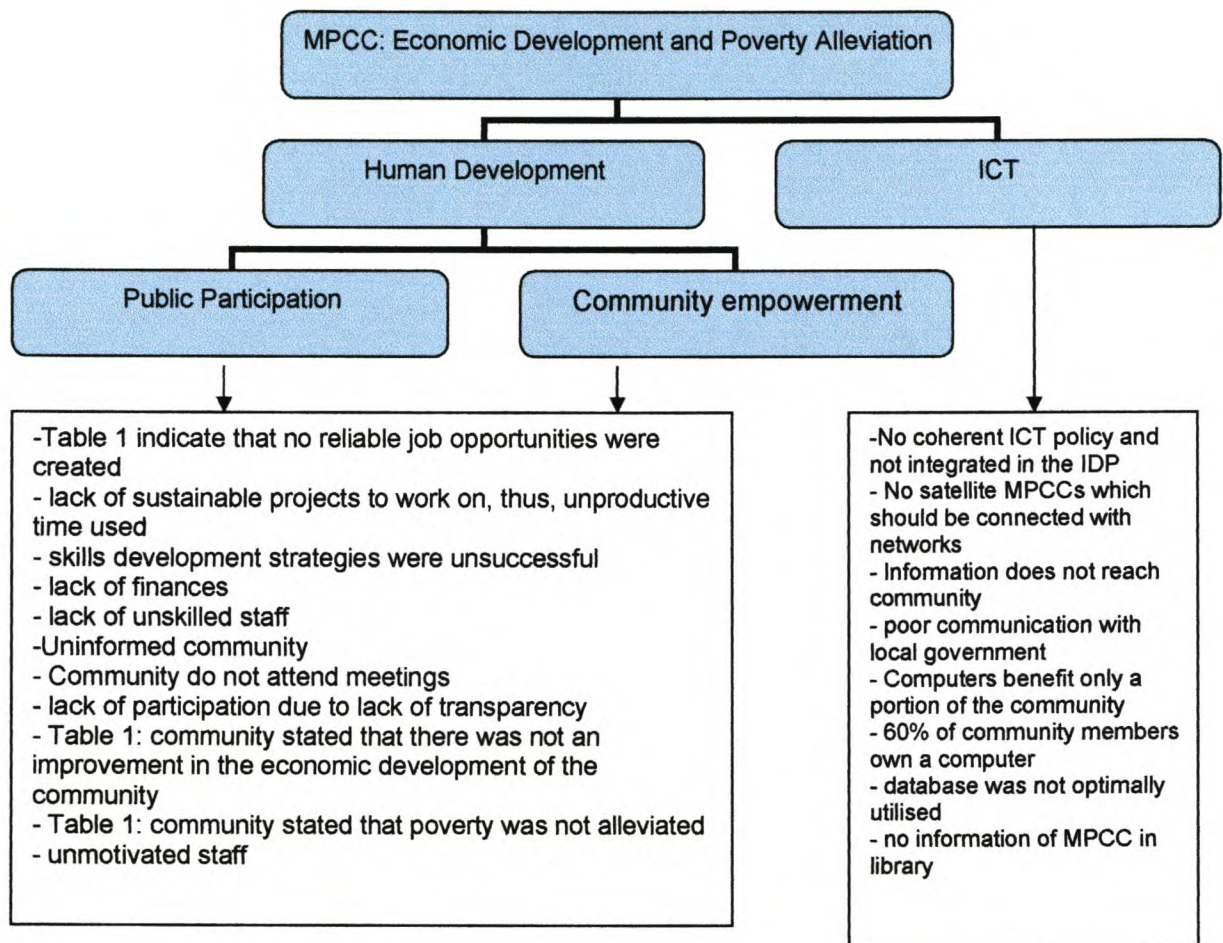 MPCC: Economic Development and Poverty Alleviation
Human Development
ICT
Public Participation
Community empowerment
-Table 1 indicate that no reliable job opportunities were
created
- lack of sustainable projects to work on, thus, unproductive
time used
- skills development strategies were unsuccessful
- lack of finances
- lack of unskilled staff
-Uninformed community
- Community do not attend meetings
- lack of participation due to lack of transparency
- Table 1: community stated that there was not an
improvement in the economic development of the
community
- Table 1: community stated that poverty was not alleviated
- unmotivated staff
-No coherent ICT policy and
not integrated in the IDP
- No satellite MPCCs which
should be connected with
networks
- Information does not reach
community
- poor communication with
local government
- Computers benefit only a
portion of the community
- 60% of community members
own a computer
- database was not optimally
utilised
- no information of MPCC in
library